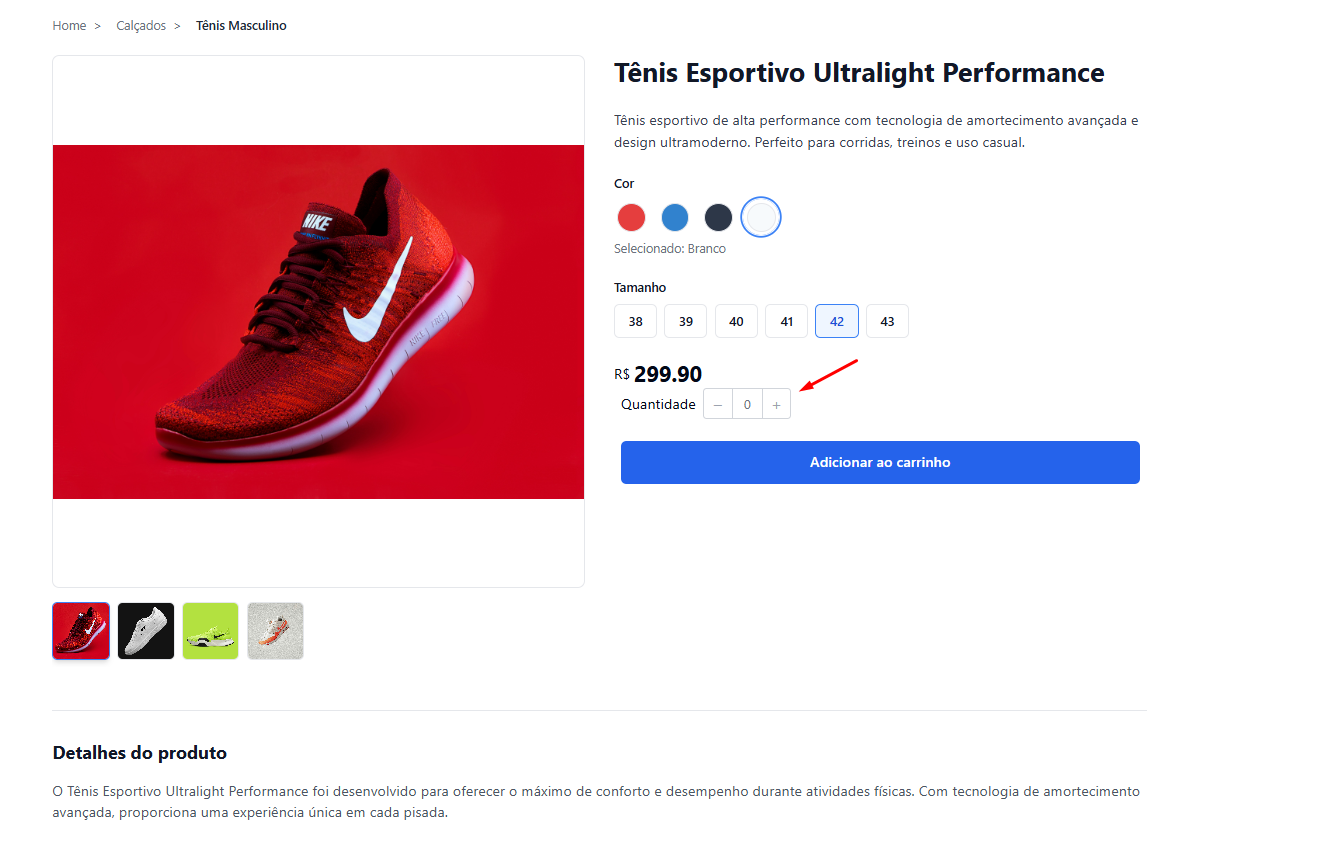 Home > Calçados > Tênis Masculino
Tênis Esportivo Ultralight Performance
Tênis esportivo de alta performance com tecnologia de amortecimento avançada e
design ultramoderno. Perfeito para corridas, treinos e uso casual.
Cor
Selecionado: Branco
Tamanho
38 39 40 41 42 43
R$ 299.90
Quantidade − 0 +
Adicionar ao carrinho
NIKE
NIKE
Detalhes do produto
O Tênis Esportivo Ultralight Performance foi desenvolvido para oferecer o máximo de conforto e desempenho durante atividades físicas. Com tecnologia de amortecimento
avançada, proporciona uma experiência única em cada pisada.